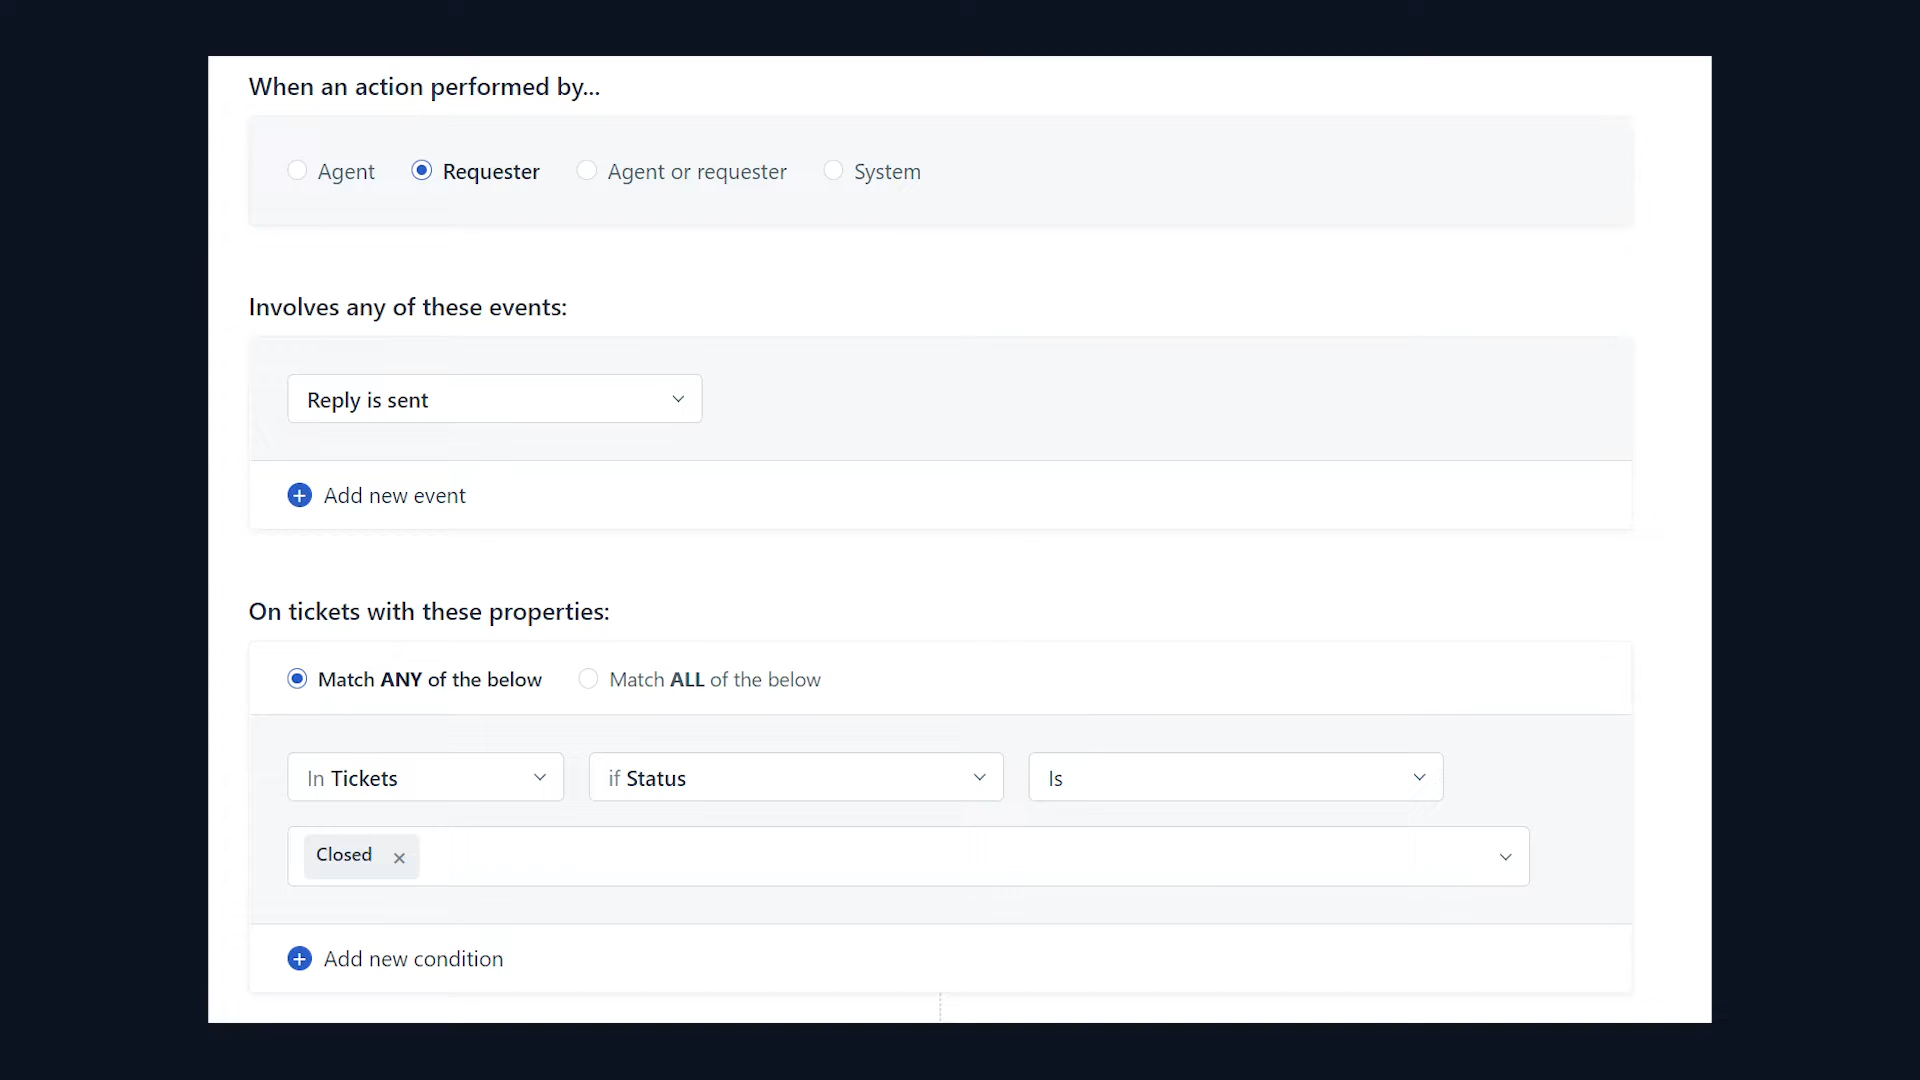 When an action performed by...
Agent Requester Agent or requester System
Involves any of these events:
Reply is sent
Add new event
On tickets with these properties:
Match ANY of the below Match ALL of the below
In Tickets if Status Is
Closed
Add new condition